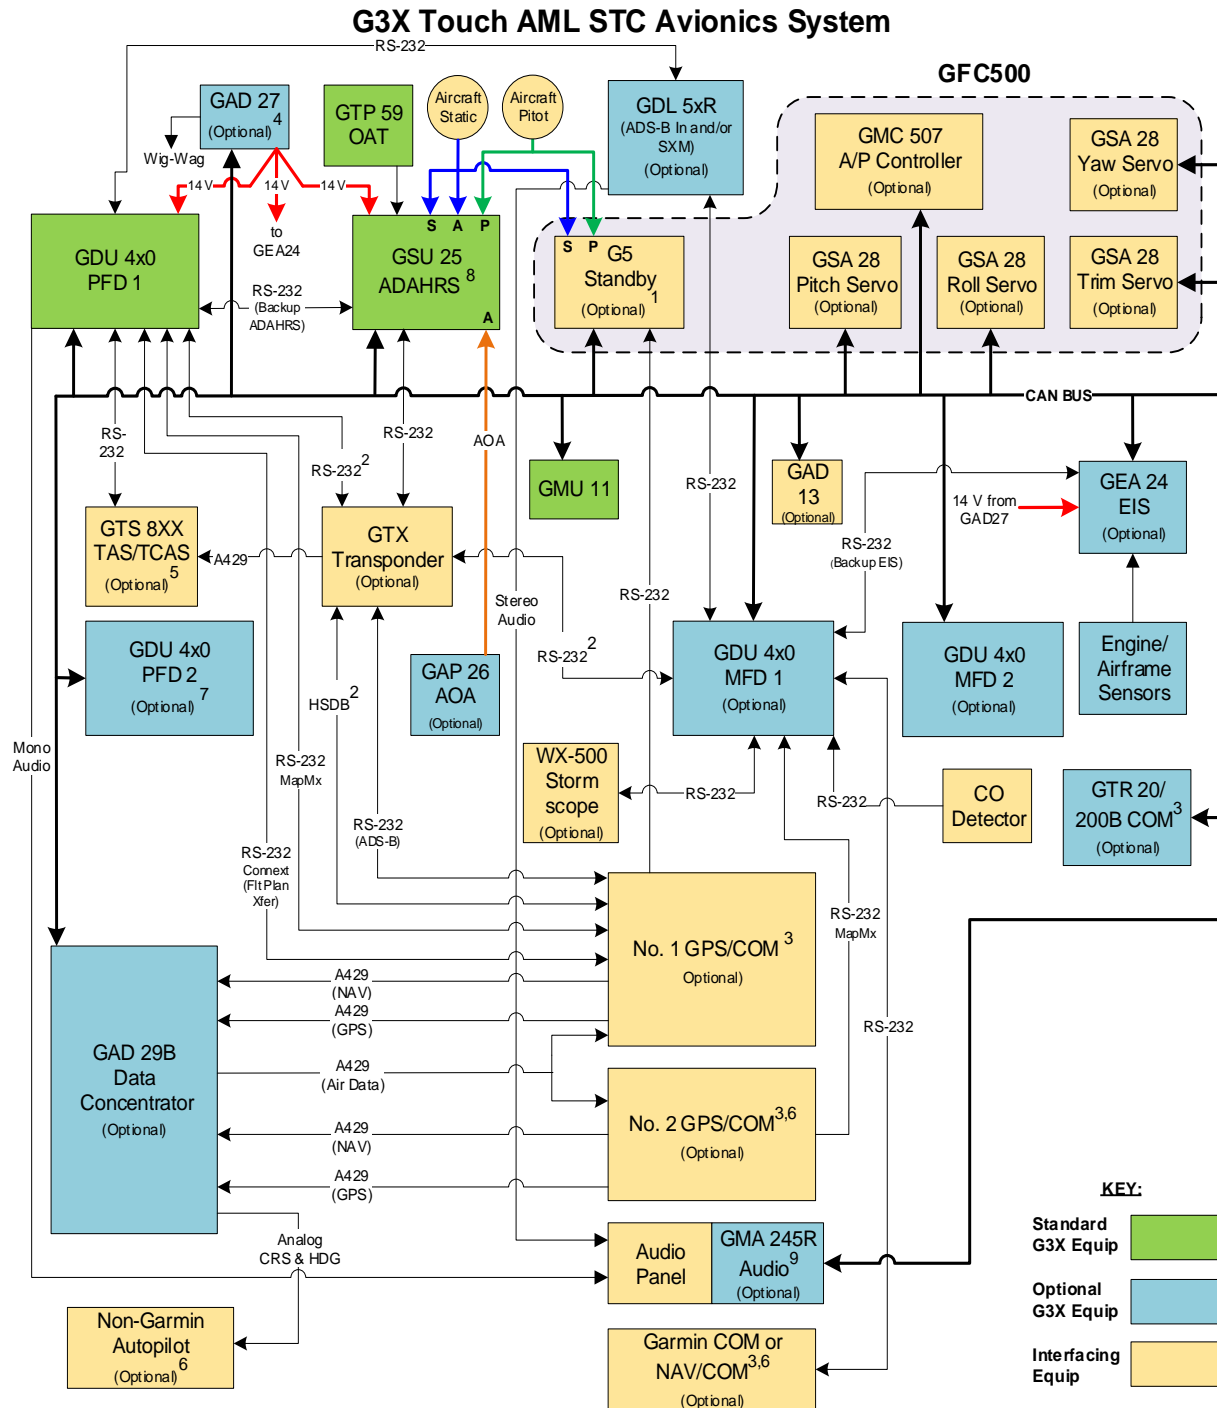 G3X Touch AML STC Avionics System
RS-232
GFC500
GAD 27
(Optional) 4
Wig-Wag
GTP 59
OAT
Aircraft
Static
Aircraft
Pitot
GDL 5xR
(ADS-B In and/or
SXM)
(Optional)
GMC 507
A/P Controller
(Optional)
GSA 28
Yaw Servo
(Optional)
14 V
14 V
14 V
to
GEA24
GDU 4x0
PFD 1
S A P
GSU 25
ADAHRS 8
A
RS-232
(Backup
ADAHRS)
S P
G5
Standby
(Optional) 1
GSA 28
Pitch Servo
(Optional)
GSA 28
Roll Servo
(Optional)
GSA 28
Trim Servo
(Optional)
CAN BUS
RS-
232
RS-232 2
RS-232
AOA
GMU 11
RS-232
GAD
13
(Optional)
14 V from
GAD27
GEA 24
EIS
(Optional)
GTS 8XX
TAS/TCAS
(Optional) 5
A429
GTX
Transponder
(Optional)
RS-232
(Backup EIS)
Stereo
Audio
RS-232
GDU 4x0
PFD 2
(Optional) 7
GAP 26
AOA
(Optional)
RS-232 2
GDU 4x0
MFD 1
(Optional)
GDU 4x0
MFD 2
(Optional)
Engine/
Airframe
Sensors
HSDB 2
Mono
Audio
RS-232
MapMx
WX-500
Storm
scope
(Optional)
RS-232
RS-232
CO
Detector
GTR 20/
200B COM 3
(Optional)
RS-232
(ADS-B)
RS-232
Connext
(Flt Plan
Xfer)
RS-232
MapMx
No. 1 GPS/COM 3
Optional)
A429
(NAV)
A429
(GPS)
RS-232
GAD 29B
Data
Concentrator
(Optional)
A429
(Air Data)
No. 2 GPS/COM 3,6
(Optional)
A429
(NAV)
A429
(GPS)
KEY:
Standard
G3X Equip
Analog
CRS & HDG
Audio
Panel
GMA 245R
Audio 9
(Optional)
Optional
G3X Equip
Non-Garmin
Autopilot
(Optional) 6
Garmin COM or
NAV/COM 3,6
(Optional)
Interfacing
Equip